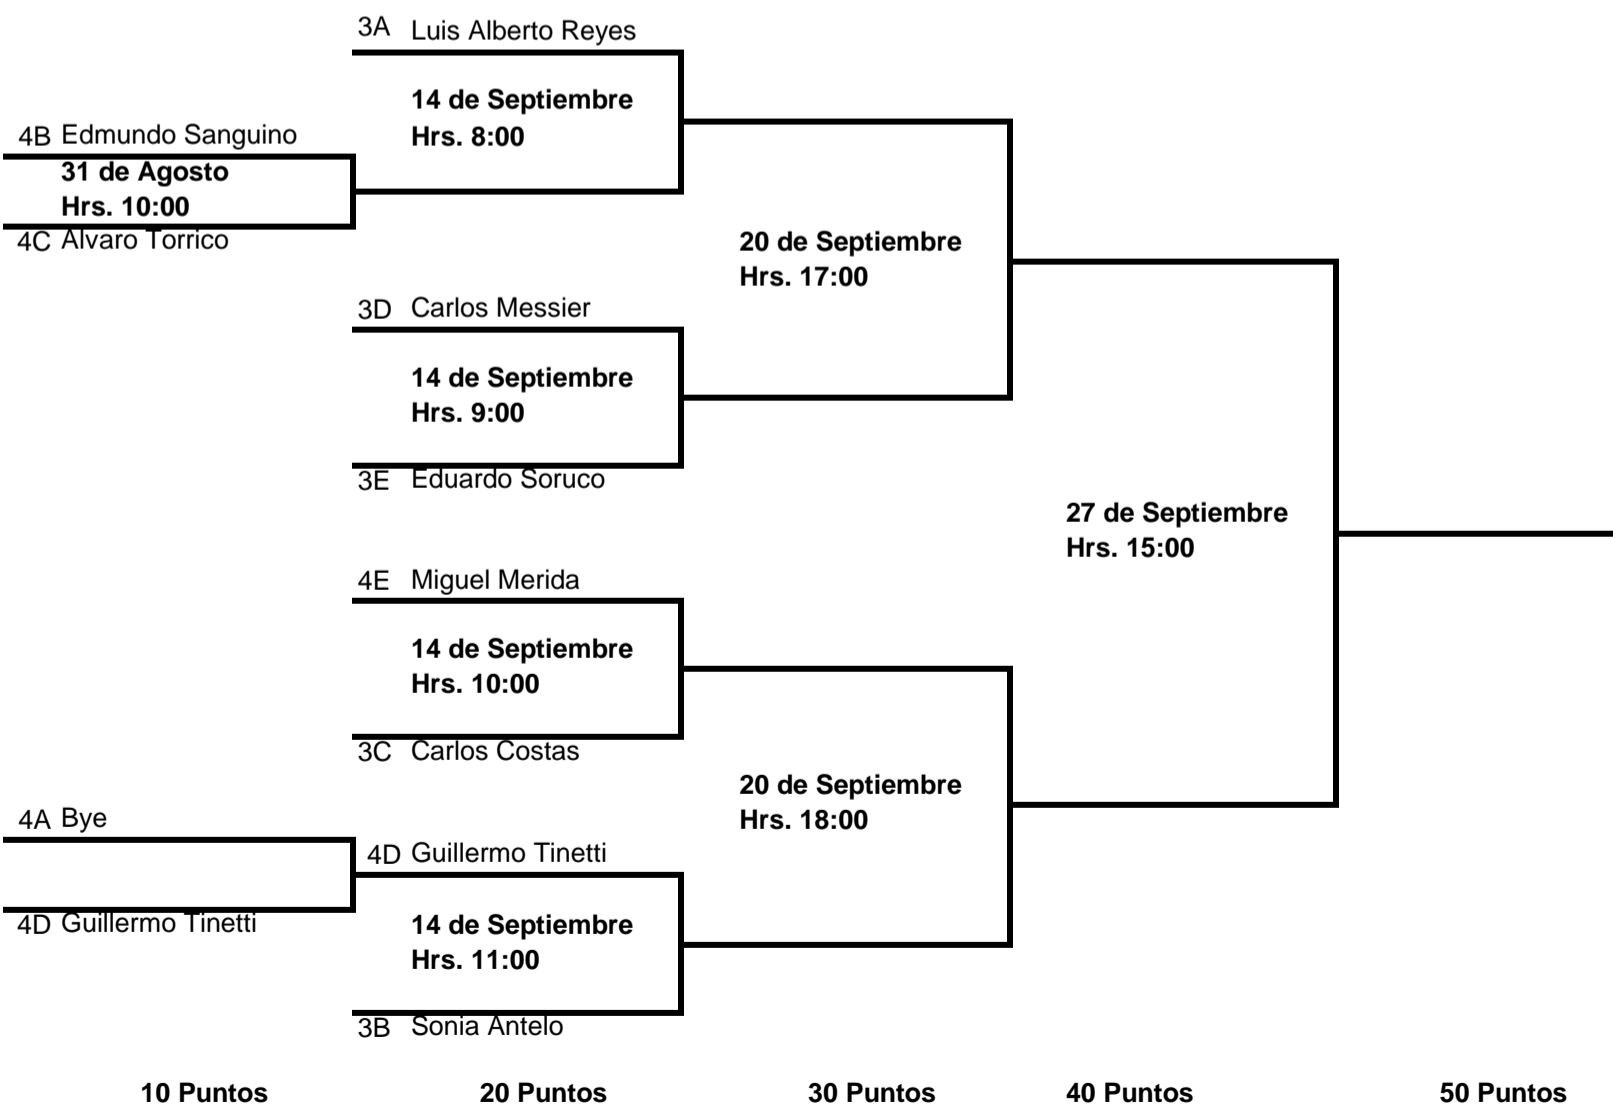 3A Luis Alberto Reyes
14 de Septiembre
Hrs. 8:00
4B Edmundo Sanguino
31 de Agosto
Hrs. 10:00
4C Alvaro Torrico
20 de Septiembre
Hrs. 17:00
3D Carlos Messier
14 de Septiembre
Hrs. 9:00
3E Eduardo Soruco
27 de Septiembre
Hrs. 15:00
4E Miguel Merida
14 de Septiembre
Hrs. 10:00
3C Carlos Costas
20 de Septiembre
Hrs. 18:00
4A Bye
4D Guillermo Tinetti
4D Guillermo Tinetti
14 de Septiembre
Hrs. 11:00
3B Sonia Antelo
10 Puntos 20 Puntos 30 Puntos 40 Puntos 50 Puntos